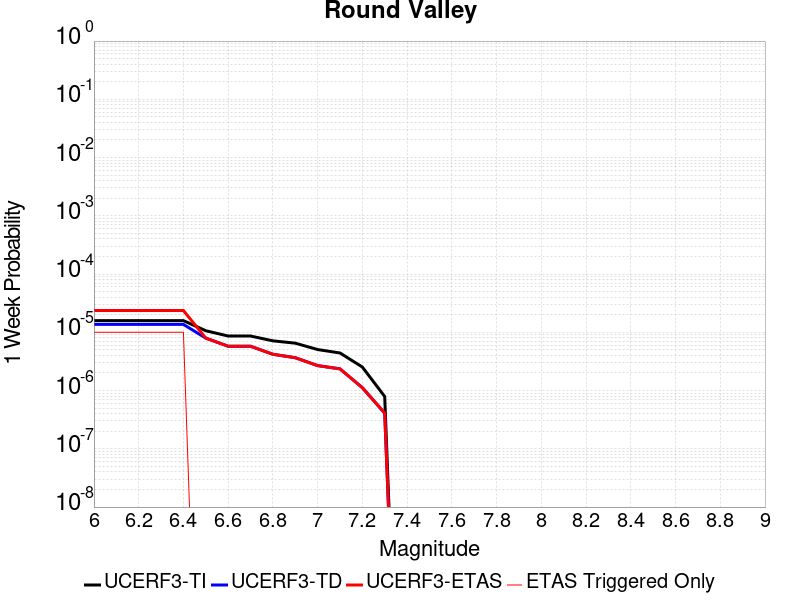 Round Valley
10^0
10^-1
10^-2
10^-3
10^-4
10^-5
10^-6
10^-7
10^-8
1 Week Probability
6 6.2 6.4 6.6 6.8 7 7.2 7.4 7.6 7.8 8 8.2 8.4 8.6 8.8 9
Magnitude
UCERF3-TI UCERF3-TD UCERF3-ETAS ETAS Triggered Only